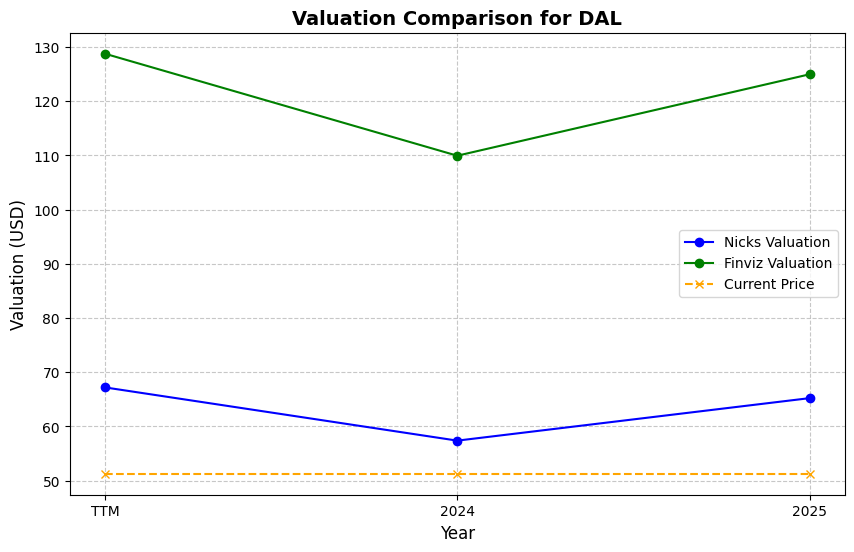 Valuation Comparison for DAL
Valuation (USD)
130
120
110
100
90
80
70
60
50
Nicks Valuation
Finviz Valuation
Current Price
TTM
2024
2025
Year